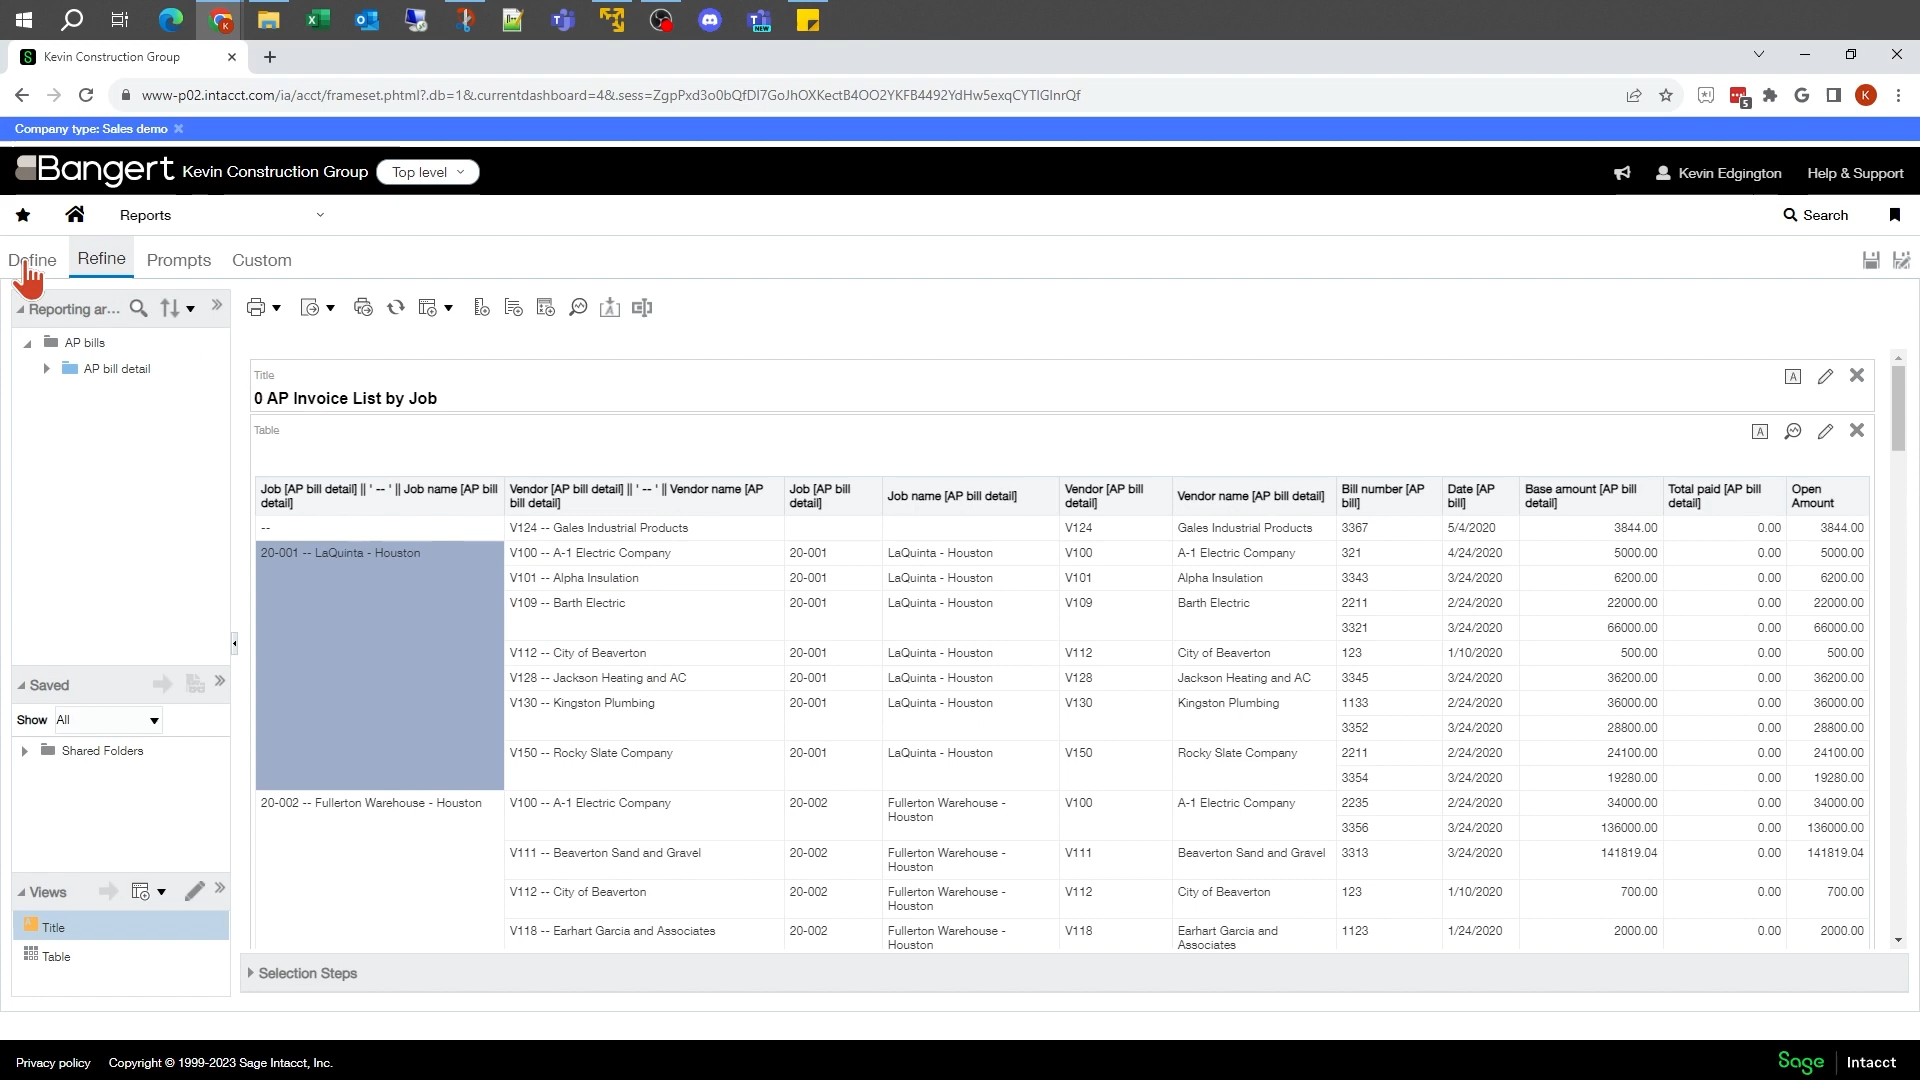 Kevin Construction Group
www-p02.intacct.com/ia/acct/frameset.phtml?.db=1&.currentdashboard=4&.sess=ZgpPxd3o0bQfDI7GoJhOXKectB4OO2YKFB4492YdHw5exqCYTlGlnrQf
5
K
Company type: Sales demo
Bangert Kevin Construction Group Top level Kevin Edgington Help & Support
Reports Search
Define Refine Prompts Custom
Reporting ar...
AP bills
AP bill detail
Saved
Show All
Shared Folders
Views
Title
Table
Title
0 AP Invoice List by Job
Table
Job [AP bill detail] || ' -- ' || Job name [AP bill detail] Vendor [AP bill detail] || ' -- ' || Vendor name [AP bill detail] Job [AP bill detail] Job name [AP bill detail] Vendor [AP bill detail] Vendor name [AP bill detail] Bill number [AP bill] Date [AP bill] Base amount [AP bill detail] Total paid [AP bill detail] Open Amount
-- V124 -- Gales Industrial Products V124 Gales Industrial Products 3367 5/4/2020 3844.00 0.00 3844.00
20-001 -- LaQuinta - Houston V100 -- A-1 Electric Company 20-001 LaQuinta - Houston V100 A-1 Electric Company 321 4/24/2020 5000.00 0.00 5000.00
V101 -- Alpha Insulation 20-001 LaQuinta - Houston V101 Alpha Insulation 3343 3/24/2020 6200.00 0.00 6200.00
V109 -- Barth Electric 20-001 LaQuinta - Houston V109 Barth Electric 2211 2/24/2020 22000.00 0.00 22000.00
3321 3/24/2020 66000.00 0.00 66000.00
V112 -- City of Beaverton 20-001 LaQuinta - Houston V112 City of Beaverton 123 1/10/2020 500.00 0.00 500.00
V128 -- Jackson Heating and AC 20-001 LaQuinta - Houston V128 Jackson Heating and AC 3345 3/24/2020 36200.00 0.00 36200.00
V130 -- Kingston Plumbing 20-001 LaQuinta - Houston V130 Kingston Plumbing 1133 2/24/2020 36000.00 0.00 36000.00
3352 3/24/2020 28800.00 0.00 28800.00
V150 -- Rocky Slate Company 20-001 LaQuinta - Houston V150 Rocky Slate Company 2211 2/24/2020 24100.00 0.00 24100.00
3354 3/24/2020 19280.00 0.00 19280.00
20-002 -- Fullerton Warehouse - Houston V100 -- A-1 Electric Company 20-002 Fullerton Warehouse - Houston V100 A-1 Electric Company 2235 2/24/2020 34000.00 0.00 34000.00
3356 3/24/2020 136000.00 0.00 136000.00
V111 -- Beaverton Sand and Gravel 20-002 Fullerton Warehouse - Houston V111 Beaverton Sand and Gravel 3313 3/24/2020 141819.04 0.00 141819.04
V112 -- City of Beaverton 20-002 Fullerton Warehouse - Houston V112 City of Beaverton 123 1/10/2020 700.00 0.00 700.00
V118 -- Earhart Garcia and Associates 20-002 Fullerton Warehouse - Houston V118 Earhart Garcia and Associates 1123 1/24/2020 2000.00 0.00 2000.00
Selection Steps
Privacy policy Copyright © 1999-2023 Sage Intacct, Inc. Sage Intacct